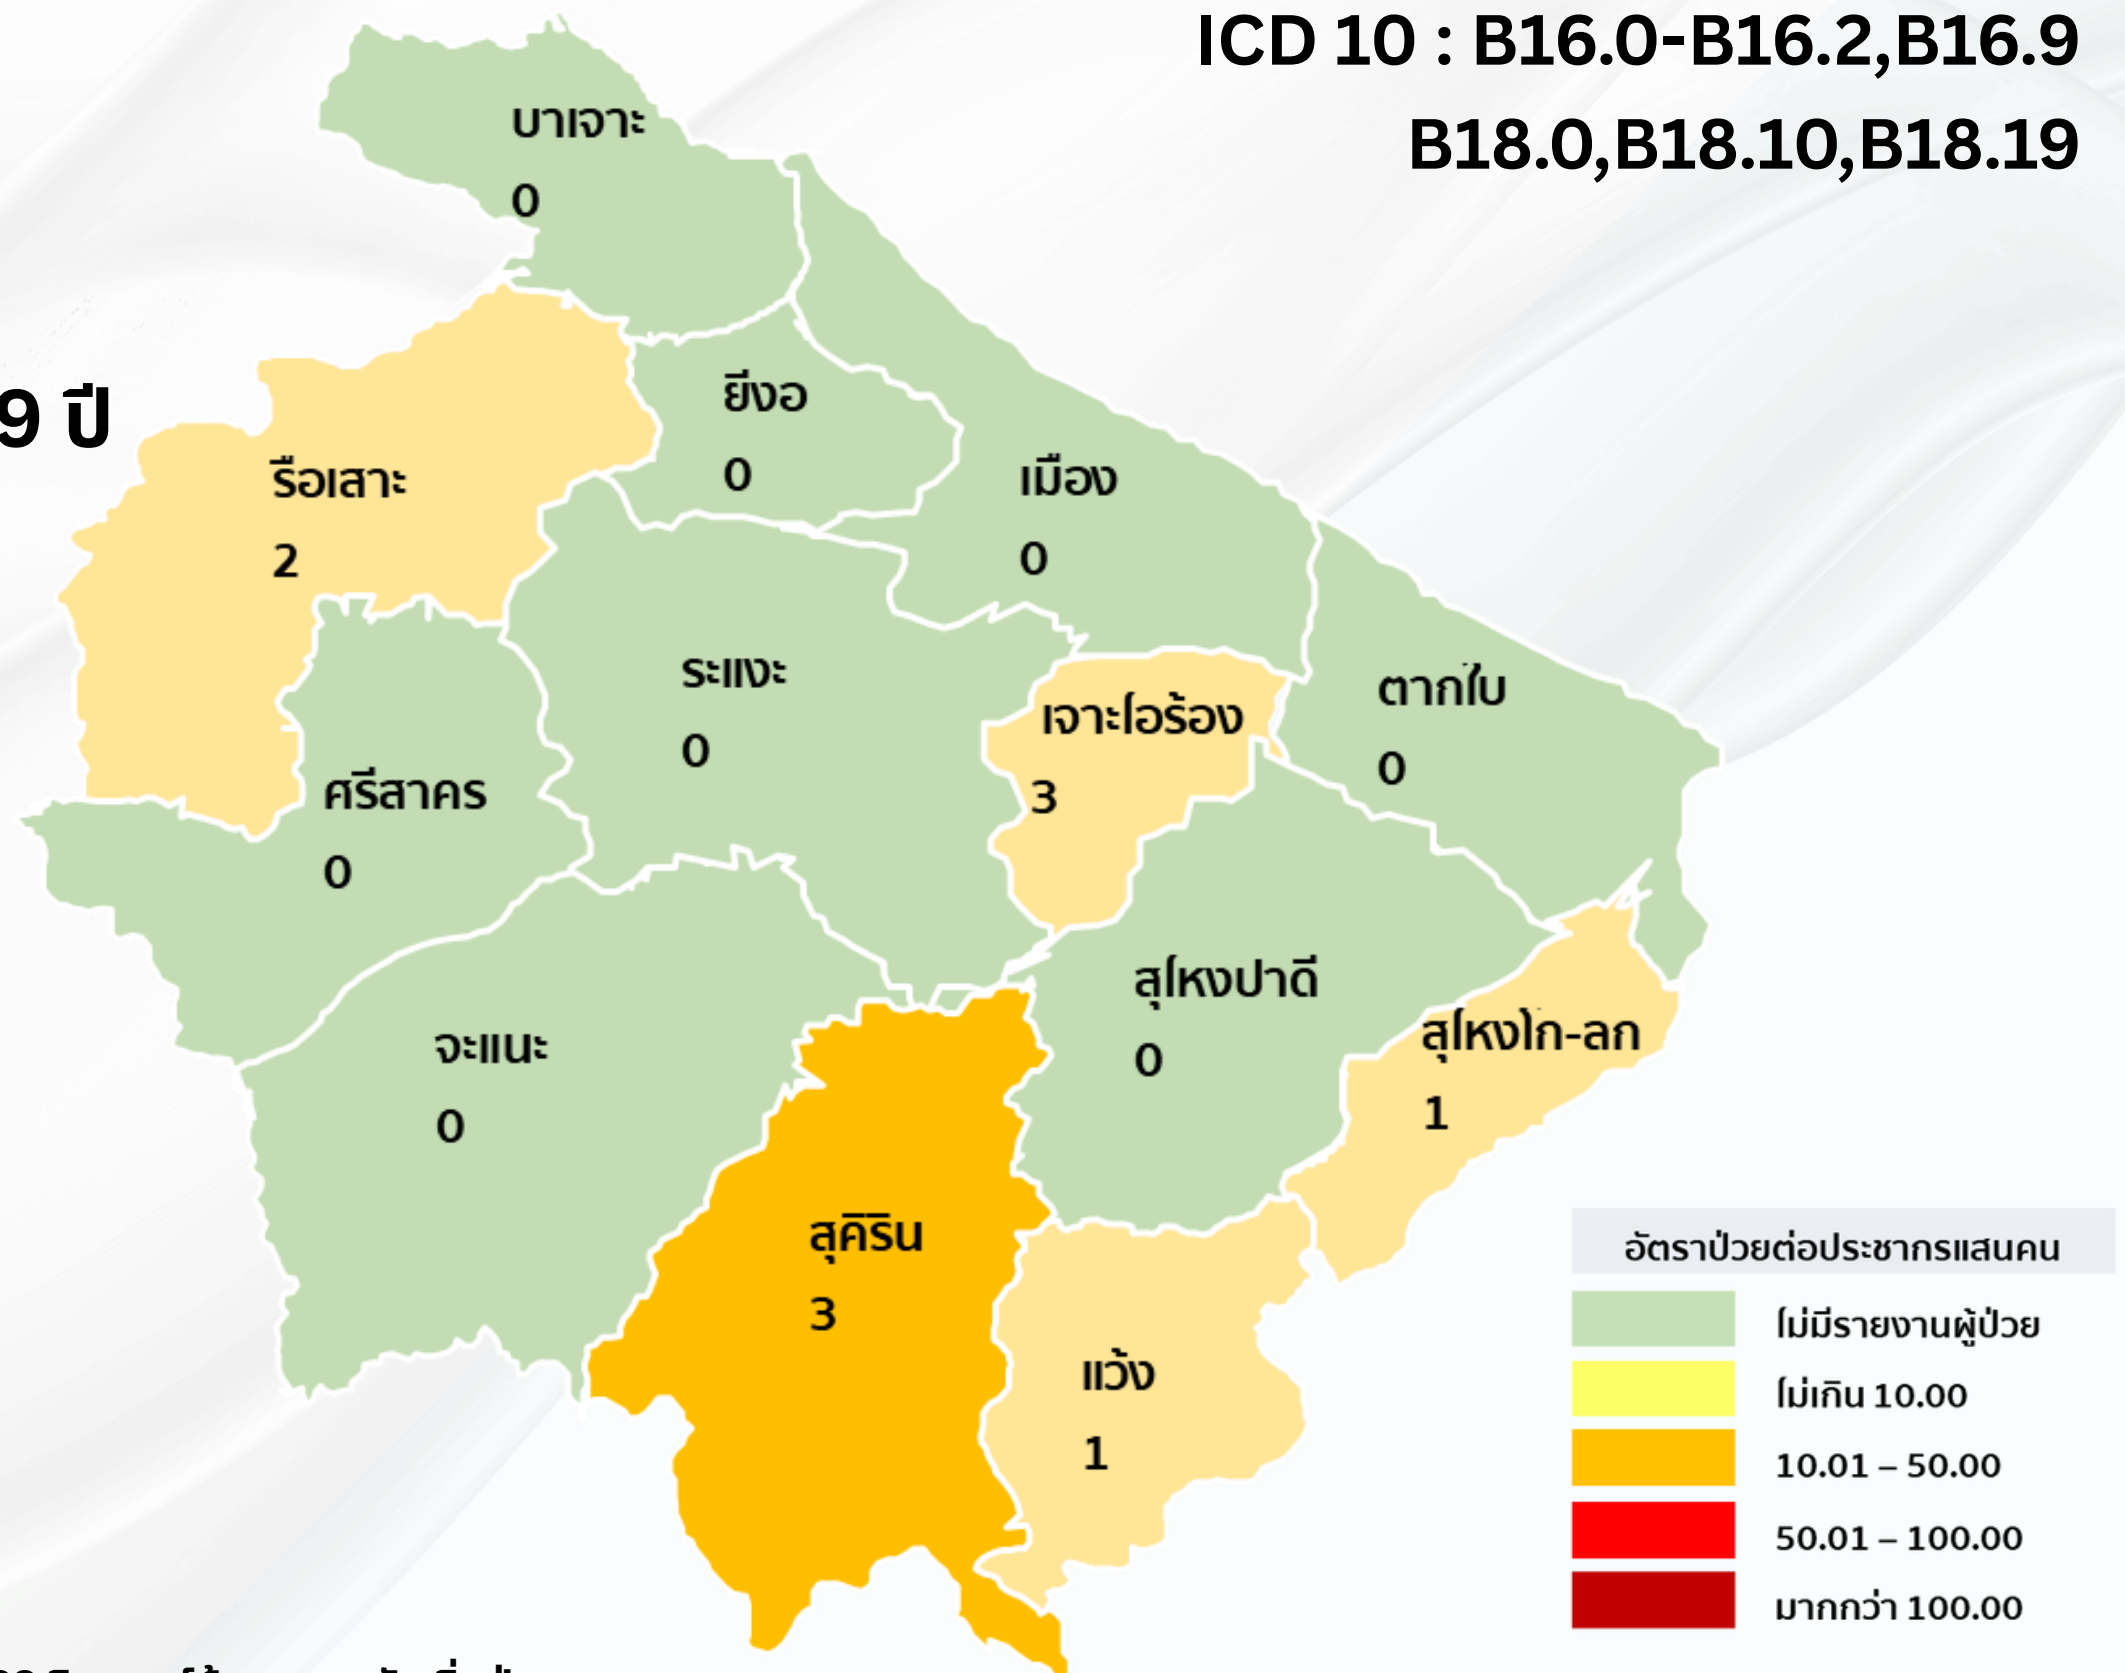 ICD 10 : B16.0-B16.2,B16.9
B18.0,B18.10,B18.19
บาเจาะ
0
ยี่งอ
0
9 ปี
รือเสาะ
2
เมือง
0
ระแงะ
0
เจาะไอร้อง
3
ตากใบ
0
ศรีสาคร
0
สุไหงปาดี
0
สุไหงโก-ลก
1
จะแนะ
0
สุคิริน
3
แว้ง
1
อัตราป่วยต่อประชากรแสนคน
ไม่มีรายงานผู้ป่วย
ไม่เกิน 10.00
10.01 – 50.00
50.01 – 100.00
มากกว่า 100.00